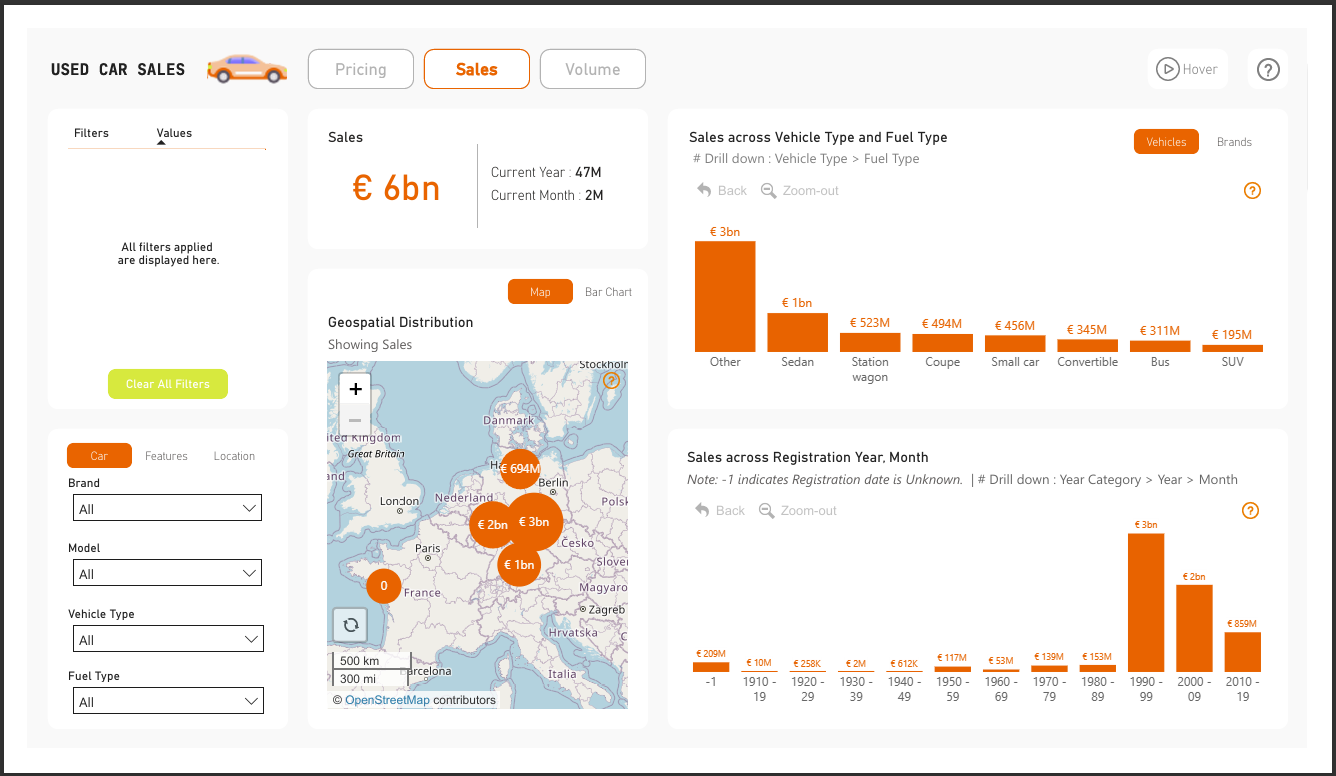 USED CAR SALES
Pricing
Sales
Volume
Hover
?
Filters
Values
All filters applied
are displayed here.
Clear All Filters
Car
Features
Location
Brand
All
Model
All
Vehicle Type
All
Fuel Type
All
Sales
€ 6bn
Current Year : 47M
Current Month : 2M
Map
Bar Chart
Geospatial Distribution
Showing Sales
+
−
?
Stockholm
Danmark
ited Kingdom
Great Britain
€ 694M
Berlin
London
Nederland
Polsk
€ 2bn
€ 3bn
Česko
Paris
Slove
€ 1bn
Magyaro
0
France
Zagreb
Hrvatska
500 km
300 mi
arcelona
Italia
© OpenStreetMap contributors
Sales across Vehicle Type and Fuel Type
# Drill down : Vehicle Type > Fuel Type
Vehicles
Brands
Back
Zoom-out
?
€ 3bn
€ 1bn
€ 523M
€ 494M
€ 456M
€ 345M
€ 311M
€ 195M
Other
Sedan
Station
wagon
Coupe
Small car
Convertible
Bus
SUV
Sales across Registration Year, Month
Note: -1 indicates Registration date is Unknown. | # Drill down : Year Category > Year > Month
Back
Zoom-out
?
€ 209M
€ 10M
€ 258K
€ 2M
€ 612K
€ 117M
€ 53M
€ 139M
€ 153M
€ 3bn
€ 2bn
€ 859M
-1
1910 -
19
1920 -
29
1930 -
39
1940 -
49
1950 -
59
1960 -
69
1970 -
79
1980 -
89
1990 -
99
2000 -
09
2010 -
19